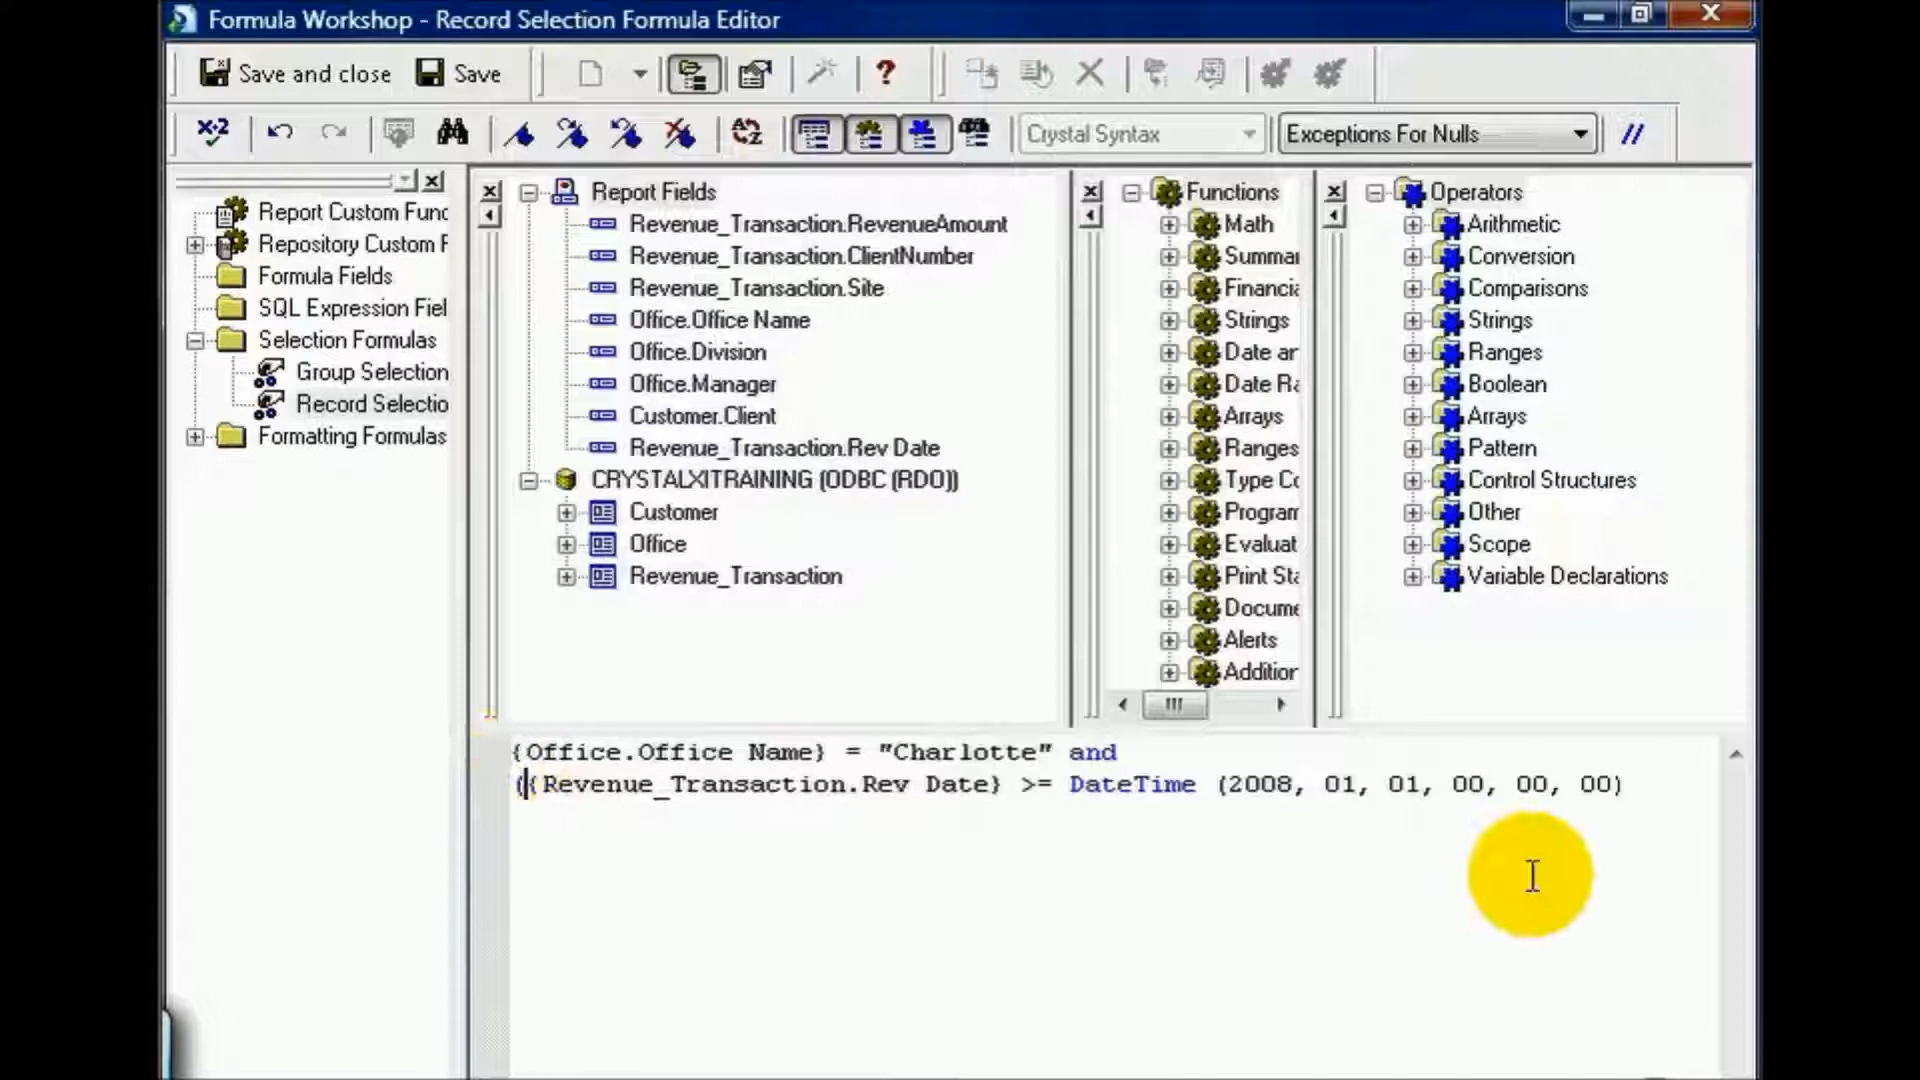 Formula Workshop - Record Selection Formula Editor
Save and close Save
Crystal Syntax Exceptions For Nulls
Report Custom Func
Repository Custom F
Formula Fields
SQL Expression Fiel
Selection Formulas
Group Selection
Record Selectio
Formatting Formulas
Report Fields
Revenue_Transaction.RevenueAmount
Revenue_Transaction.ClientNumber
Revenue_Transaction.Site
Office.Office Name
Office.Division
Office.Manager
Customer.Client
Revenue_Transaction.Rev Date
CRYSTALXITRAINING (ODBC (RDO))
Customer
Office
Revenue_Transaction
Functions
Math
Summar
Financia
Strings
Date an
Date Ra
Arrays
Ranges
Type Co
Program
Evaluat
Print Sta
Docume
Alerts
Addition
Operators
Arithmetic
Conversion
Comparisons
Strings
Ranges
Boolean
Arrays
Pattern
Control Structures
Other
Scope
Variable Declarations
{Office.Office Name} = "Charlotte" and
({Revenue_Transaction.Rev Date} >= DateTime (2008, 01, 01, 00, 00, 00)